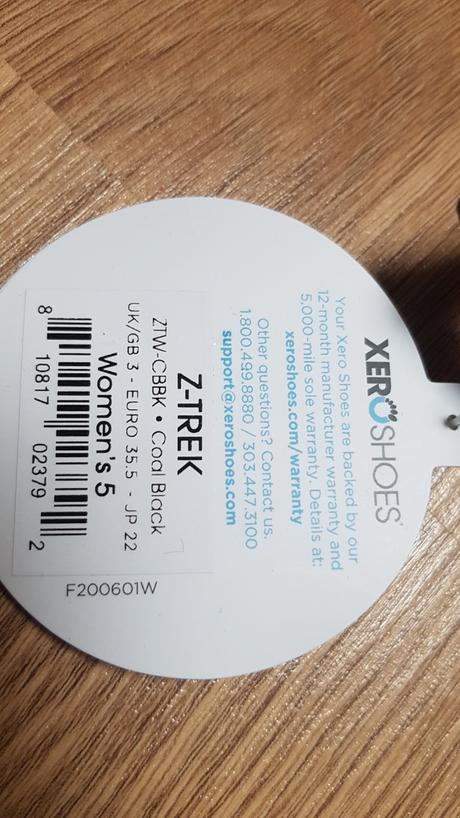 XEROSHOES
Your Xero Shoes are backed by our
12-month manufacturer warranty and
5,000-mile sole warranty. Details at:
xeroshoes.com/warranty
Other questions? Contact us.
1.800.499.8880 / 303.447.3100
support@xeroshoes.com
Z-TREK
ZTW-CBBK • Coal Black
UK/GB 3 - EURO 35.5 - JP 22
Women's 5
8 10817 02379 2
F200601W